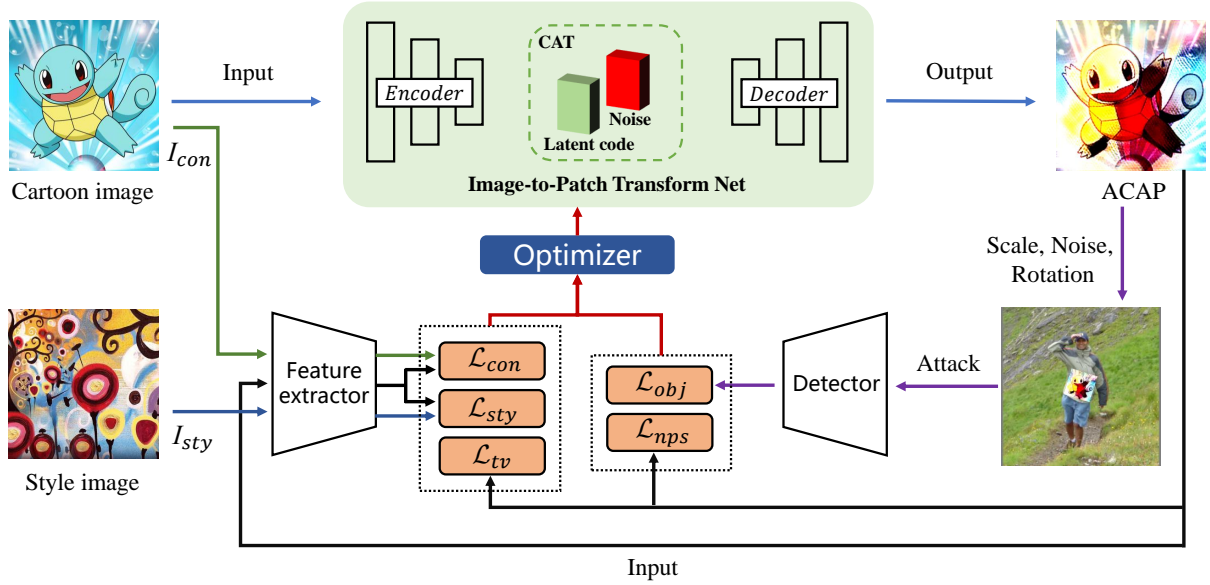 Input
CAT
Encoder
Noise
Latent code
Decoder
Output
Image-to-Patch Transform Net
I_con
Cartoon image
ACAP
Scale, Noise,
Rotation
Optimizer
Feature
extractor
ℒ_con
ℒ_sty
ℒ_tv
ℒ_obj
ℒ_nps
Detector
Attack
I_sty
Style image
Input